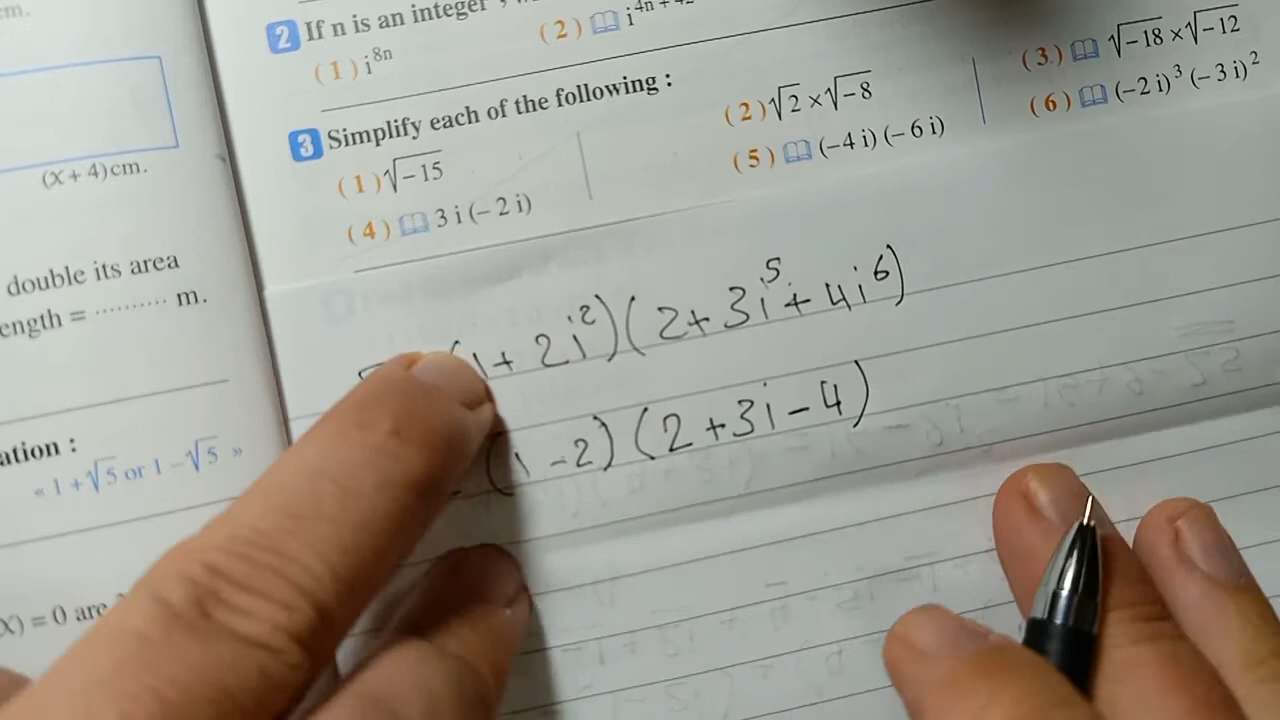 cm.
(x + 4) cm.
double its area
length = .......... m.
ation :
« 1 + √5 or 1 – √5 »
x) = 0 are
2 If n is an integer
(1) i^8n
(2) i^4n +
3 Simplify each of the following :
(1) √–15
(2) √2 × √–8
(3) √–18 × √–12
(4) 3 i (– 2 i)
(5) (–4 i) (– 6 i)
(6) (–2 i)^3 (– 3 i)^2
(1 + 2i^2)(2 + 3i^5 + 4i^6)
(1 – 2)(2 + 3i – 4)